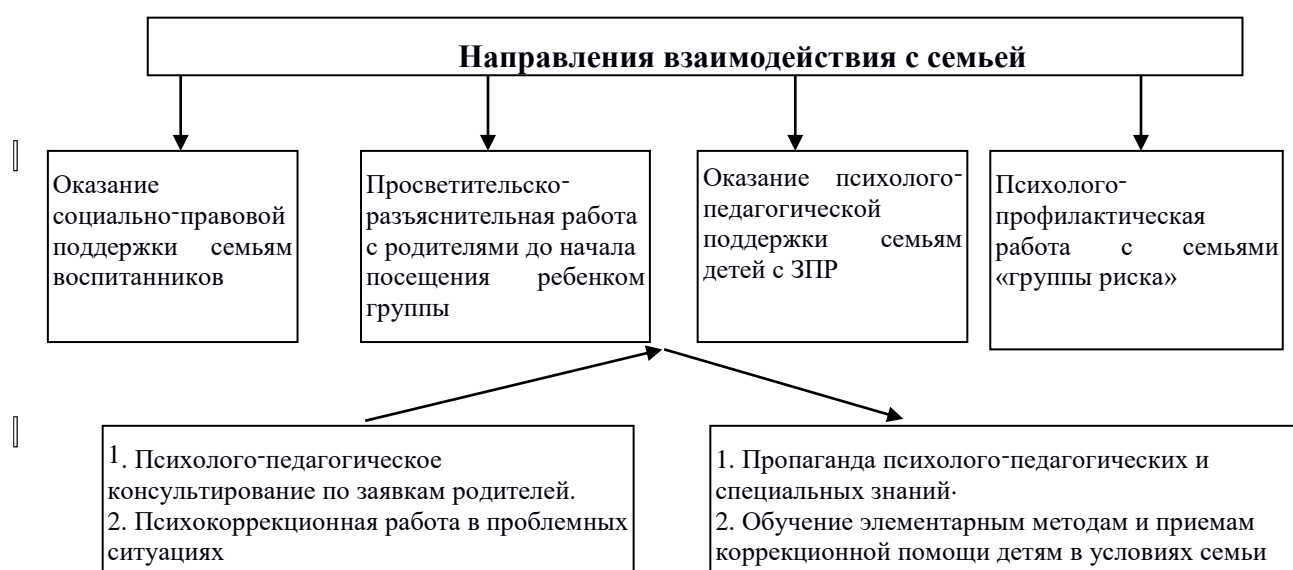 Направления взаимодействия с семьей
Оказание
социально-правовой
поддержки семьям
воспитанников
Просветительско-
разъяснительная работа
с родителями до начала
посещения ребенком
группы
Оказание психолого-
педагогической
поддержки семьям
детей с ЗПР
Психолого-
профилактическая
работа с семьями
«группы риска»
1. Психолого-педагогическое
консультирование по заявкам родителей.
2. Психокоррекционная работа в проблемных
ситуациях
1. Пропаганда психолого-педагогических и
специальных знаний.
2. Обучение элементарным методам и приемам
коррекционной помощи детям в условиях семьи